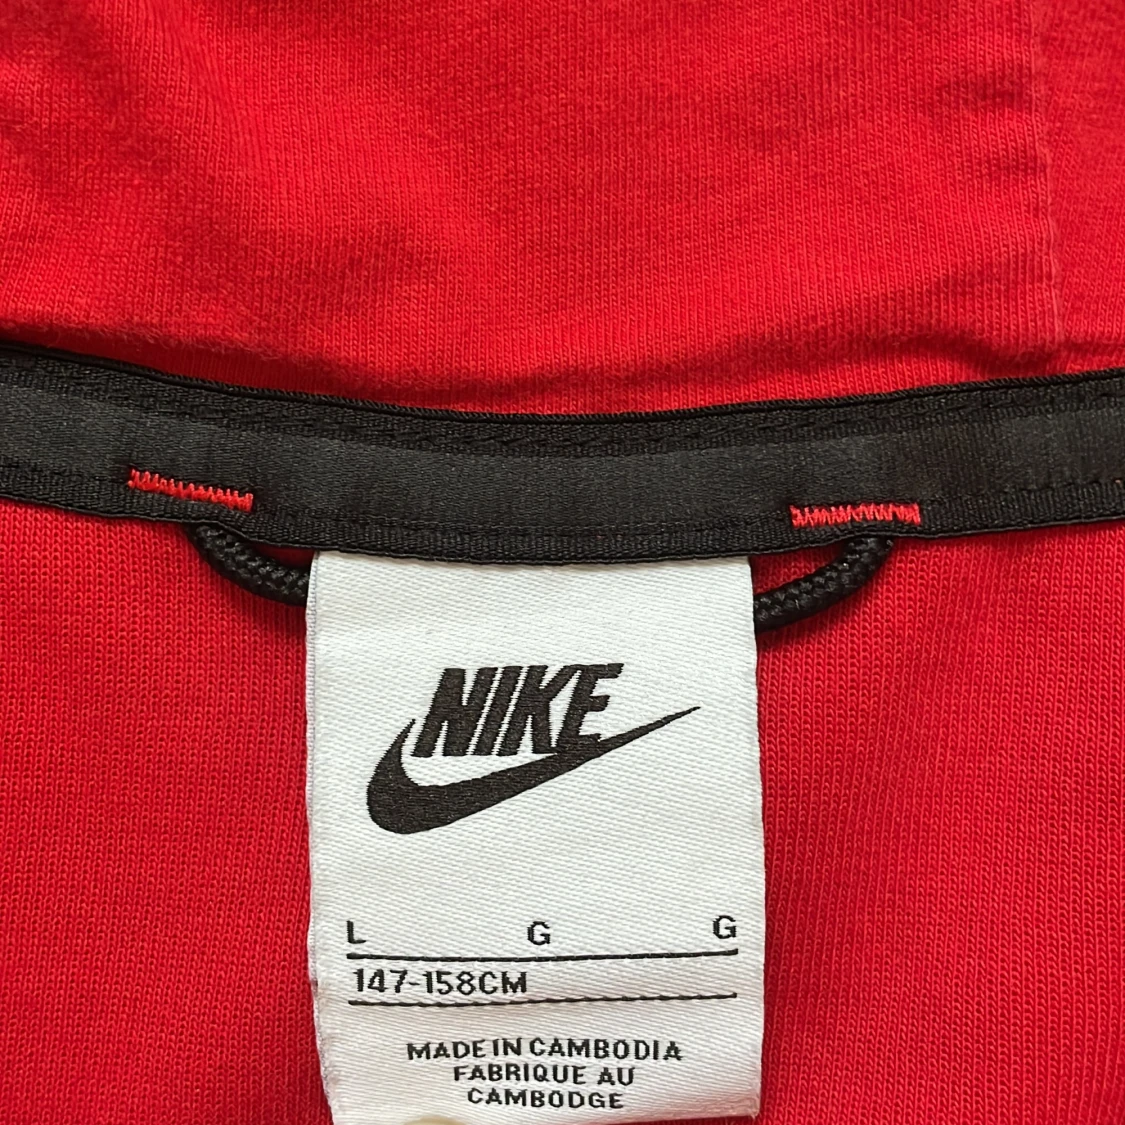 NIKE
L G G
147-158CM
MADE IN CAMBODIA
FABRIQUE AU
CAMBODGE